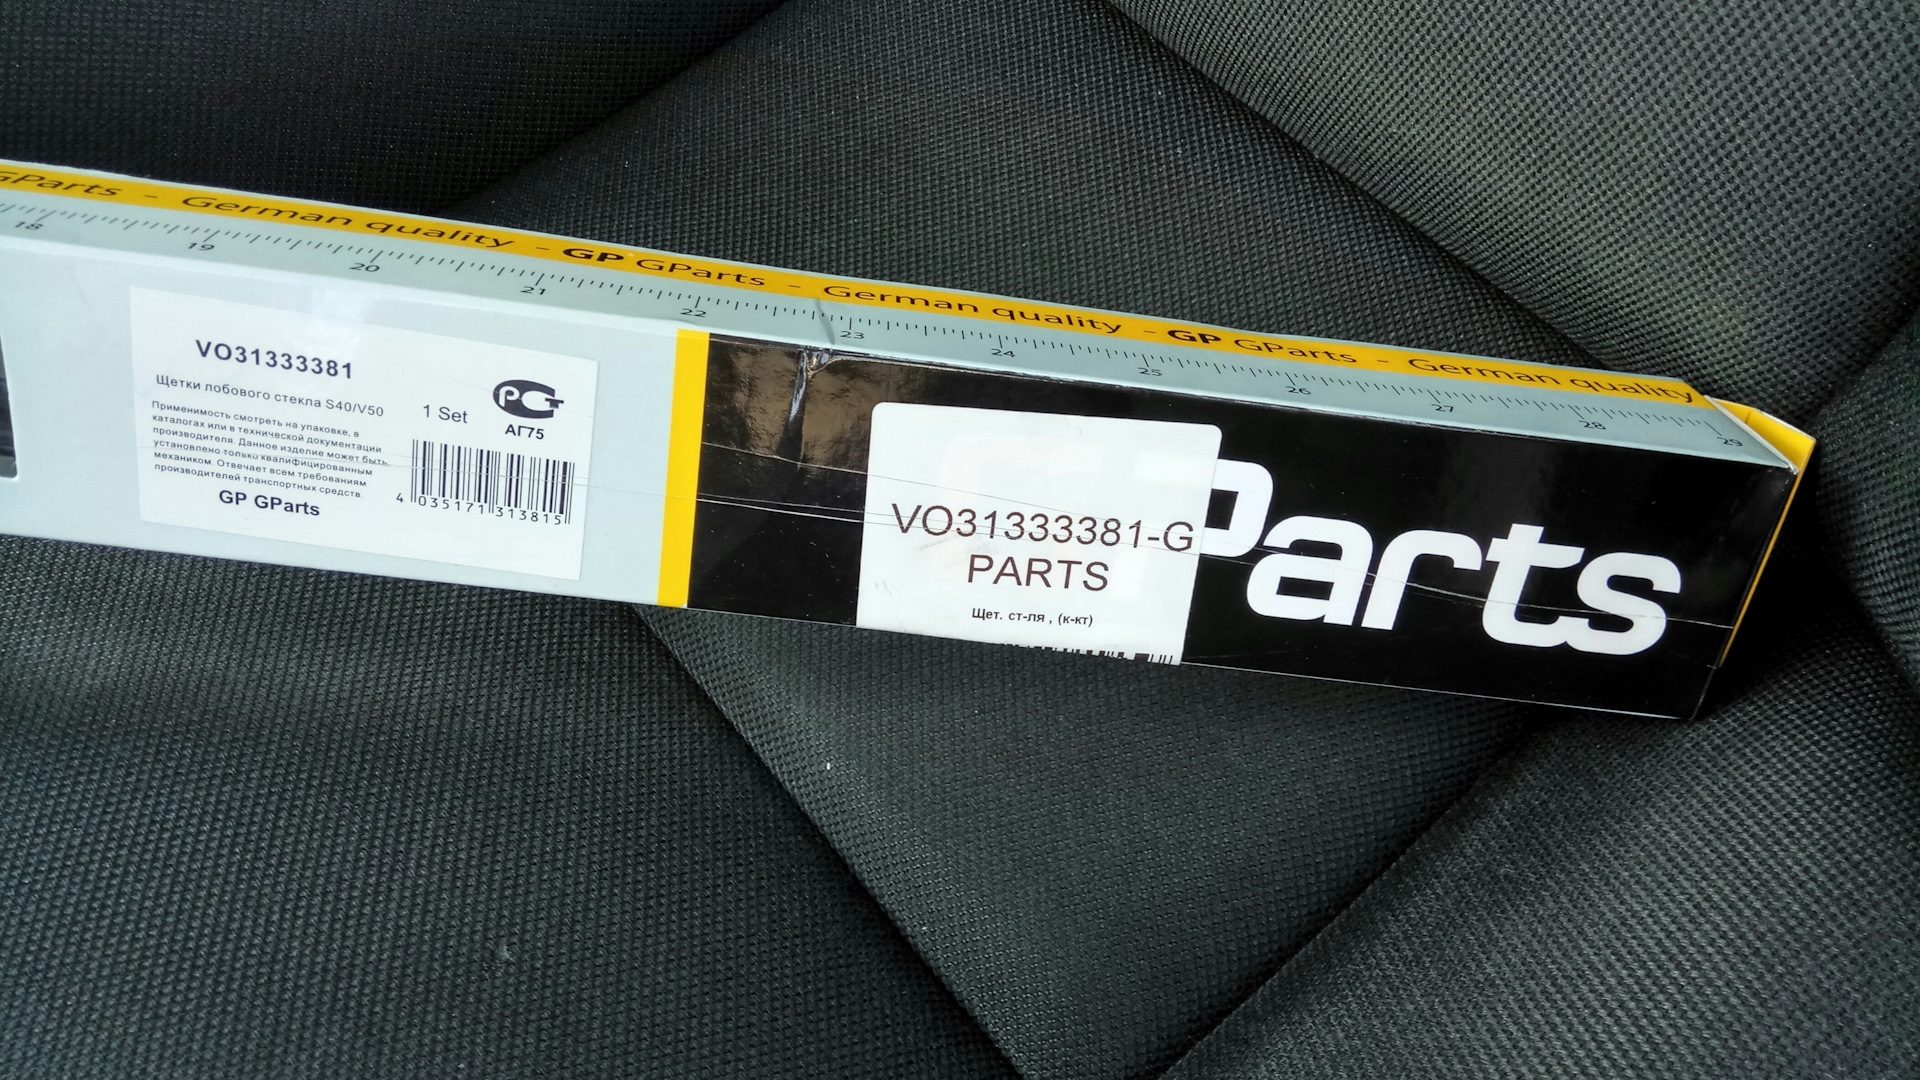 GParts - German quality - GP GParts - German quality - GP GParts - German quality
18 19 20 21 22 23 24 25 26 27 28 29
VO31333381
Щетки лобового стекла S40/V50
1 Set
РСТ
АГ75
Применимость смотреть на упаковке, в
каталогах или в технической документации
производителя. Данное изделие может быть
установлено только квалифицированным
механиком. Отвечает всем требованиям
производителей транспортных средств.
GP GParts
4 035171 313815
Parts
VO31333381-G
PARTS
Щет. ст-ля , (к-кт)